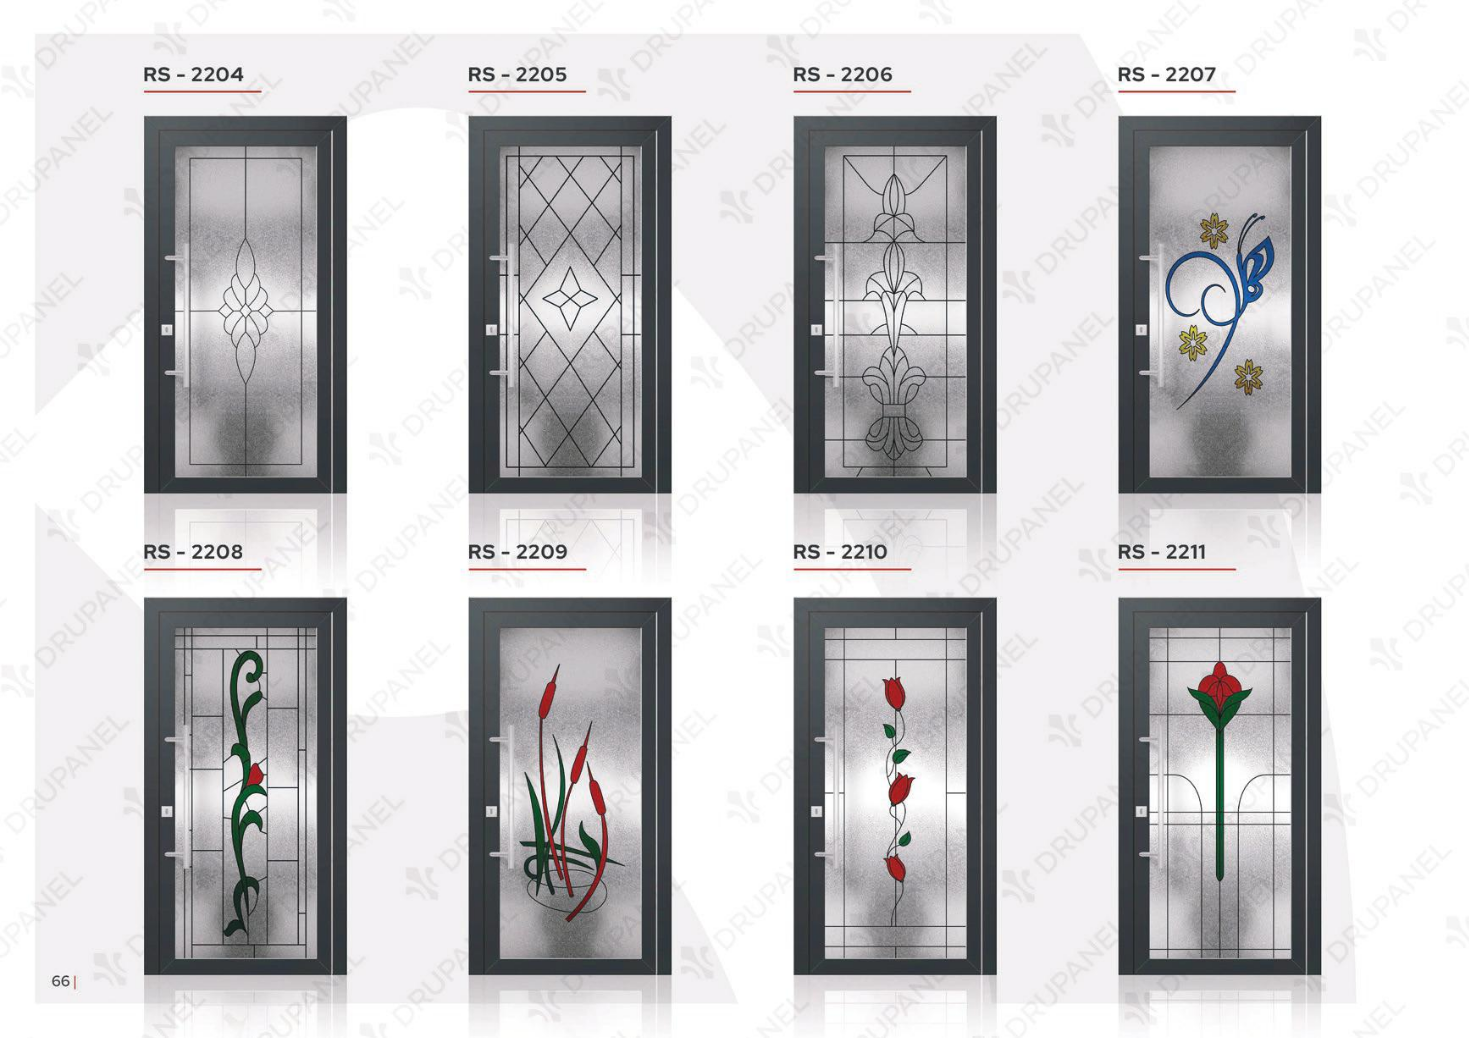 RS - 2204
RS - 2205
RS - 2206
RS - 2207
RS - 2208
RS - 2209
RS - 2210
RS - 2211
66 |
DRUPANEL